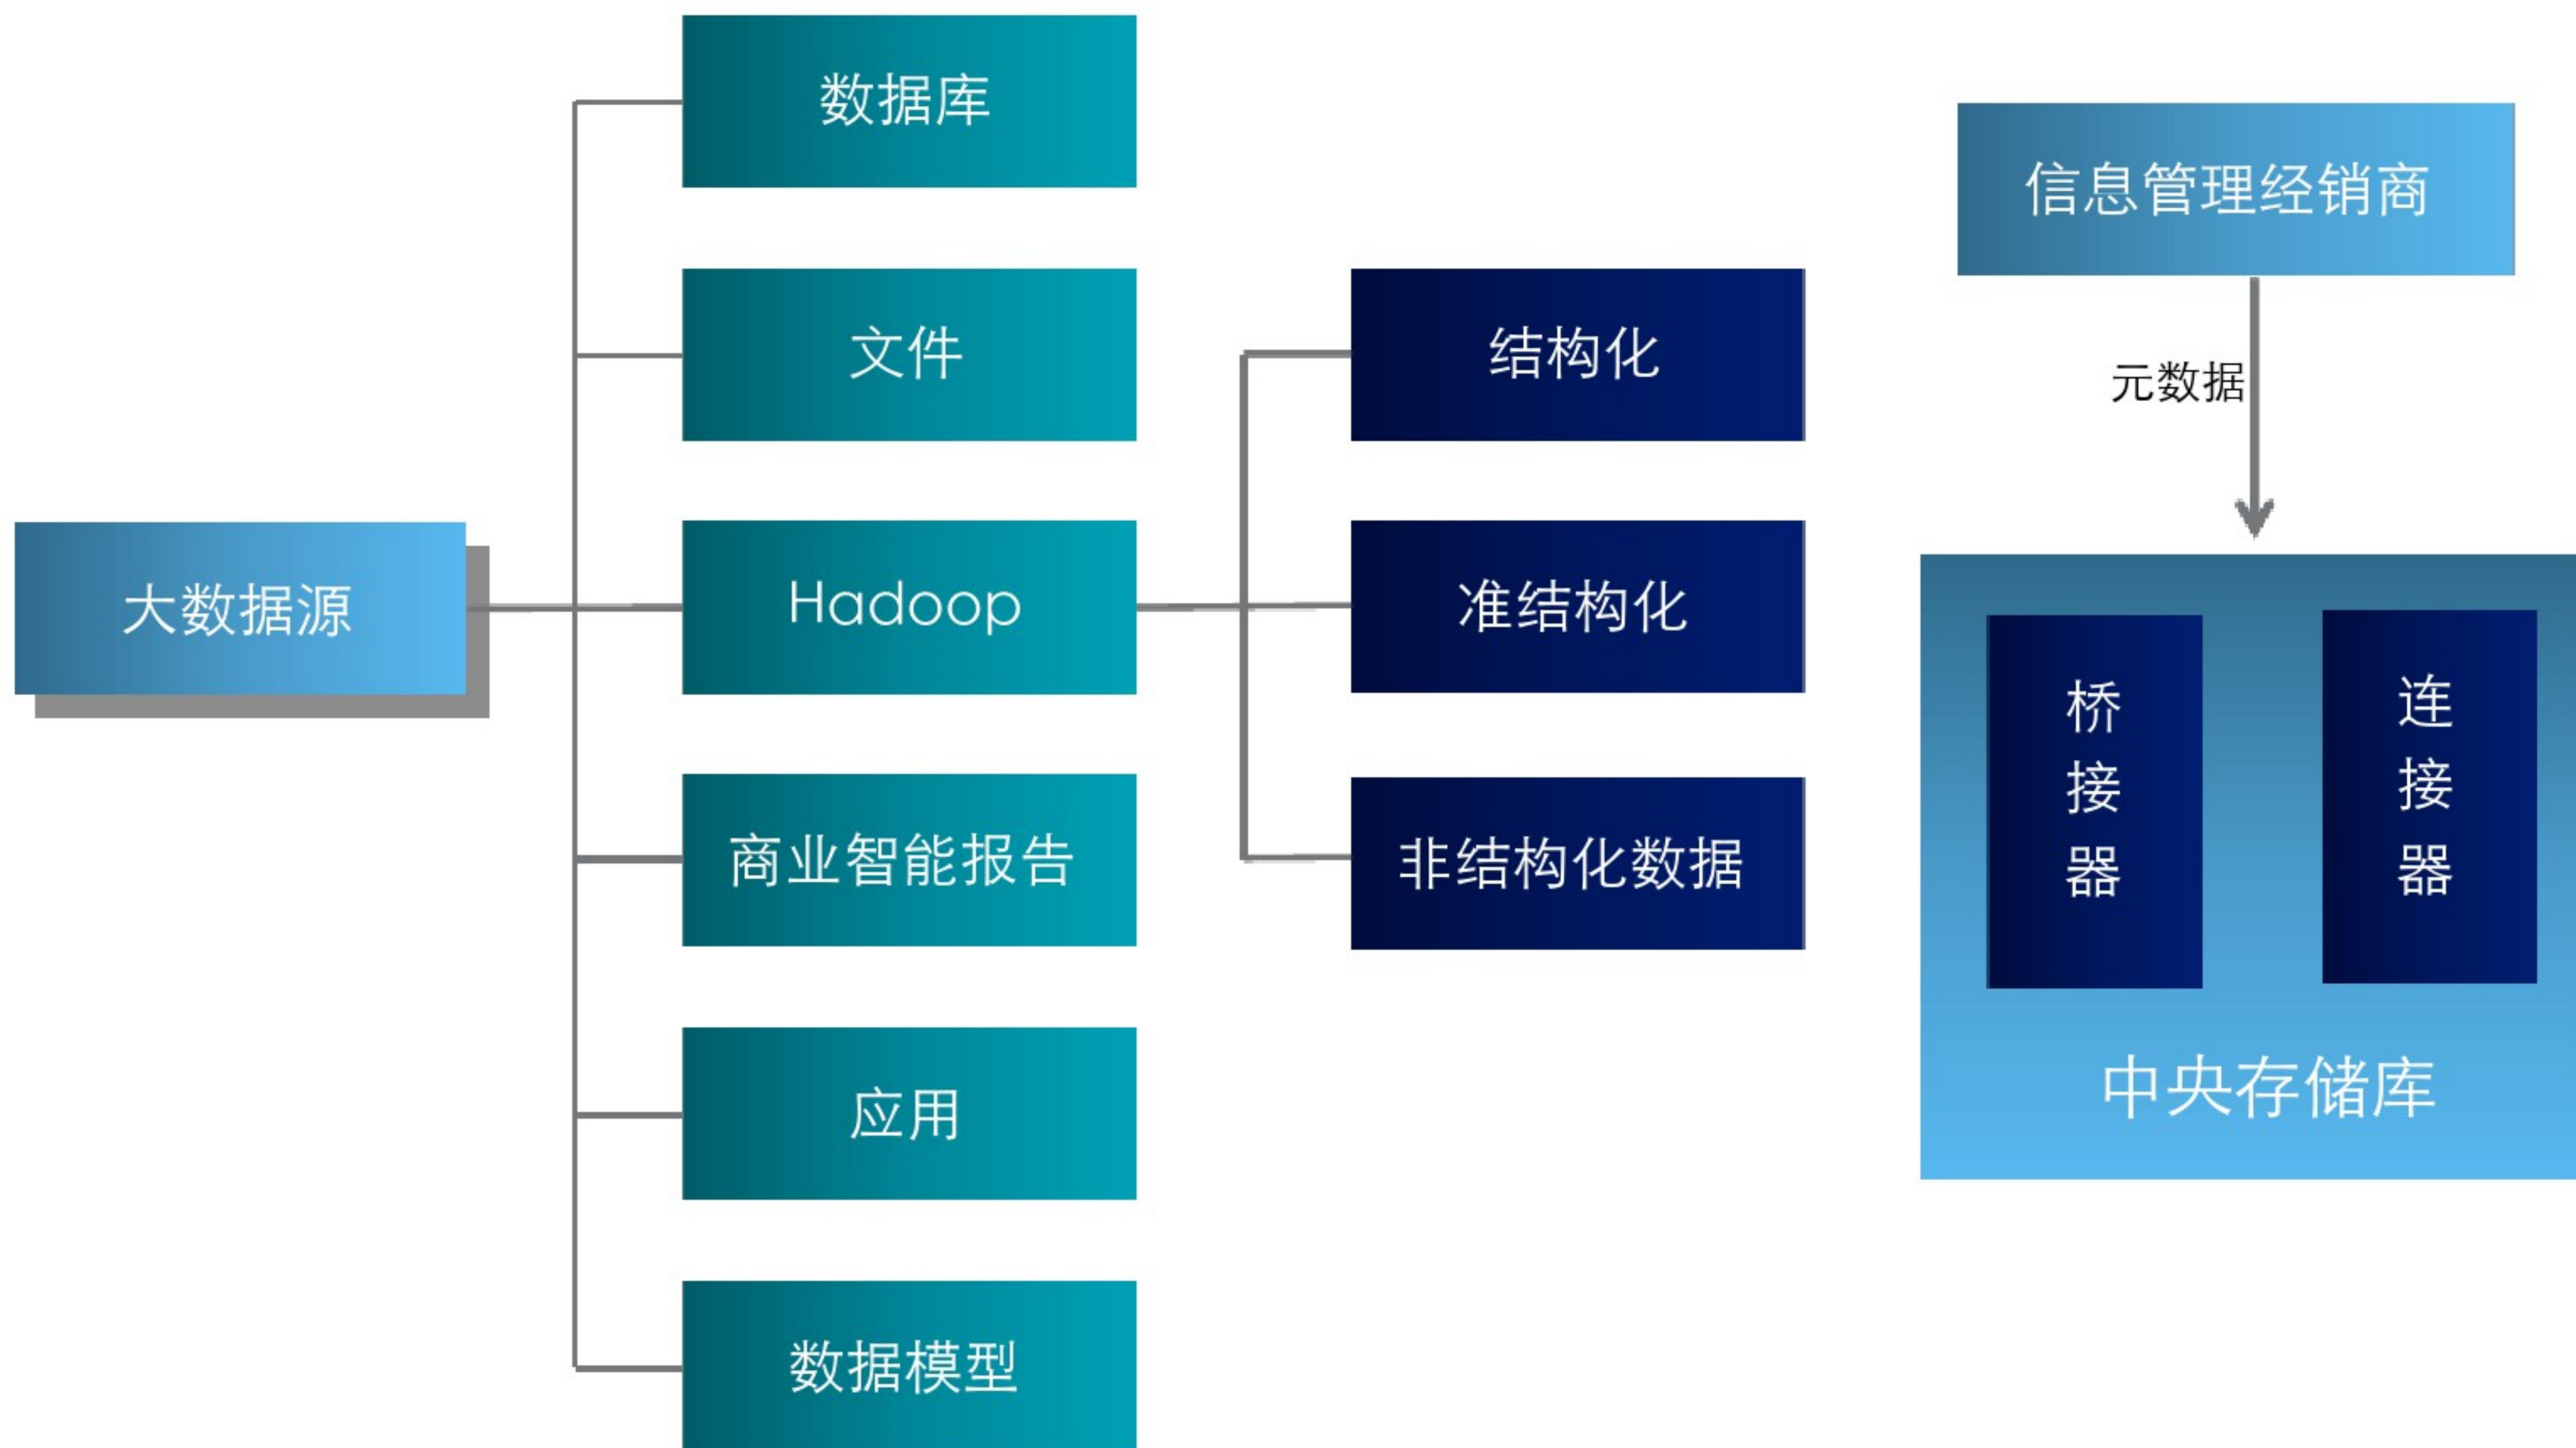 数据库
文件
大数据源
Hadoop
商业智能报告
应用
数据模型
结构化
准结构化
非结构化数据
信息管理经销商
元数据
桥接器
连接器
中央存储库